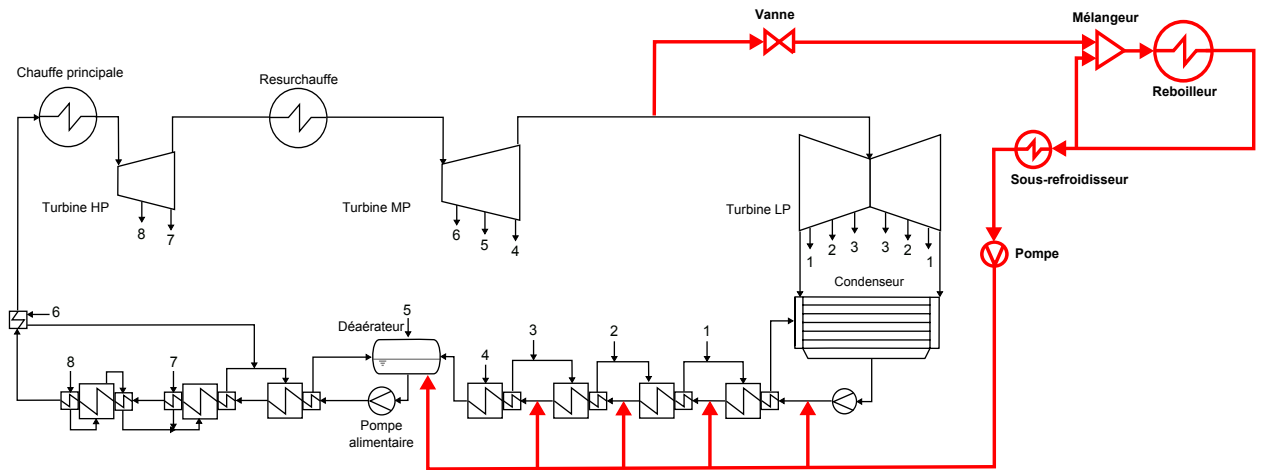 Vanne
Mélangeur
Chauffe principale
Resurchauffe
Reboilleur
Sous-refroidisseur
Turbine HP
Turbine MP
Turbine LP
8
7
6
5
4
1
2
3
3
2
1
Pompe
Condenseur
6
5
Déaérateur
3
2
1
8
7
4
Pompe
alimentaire